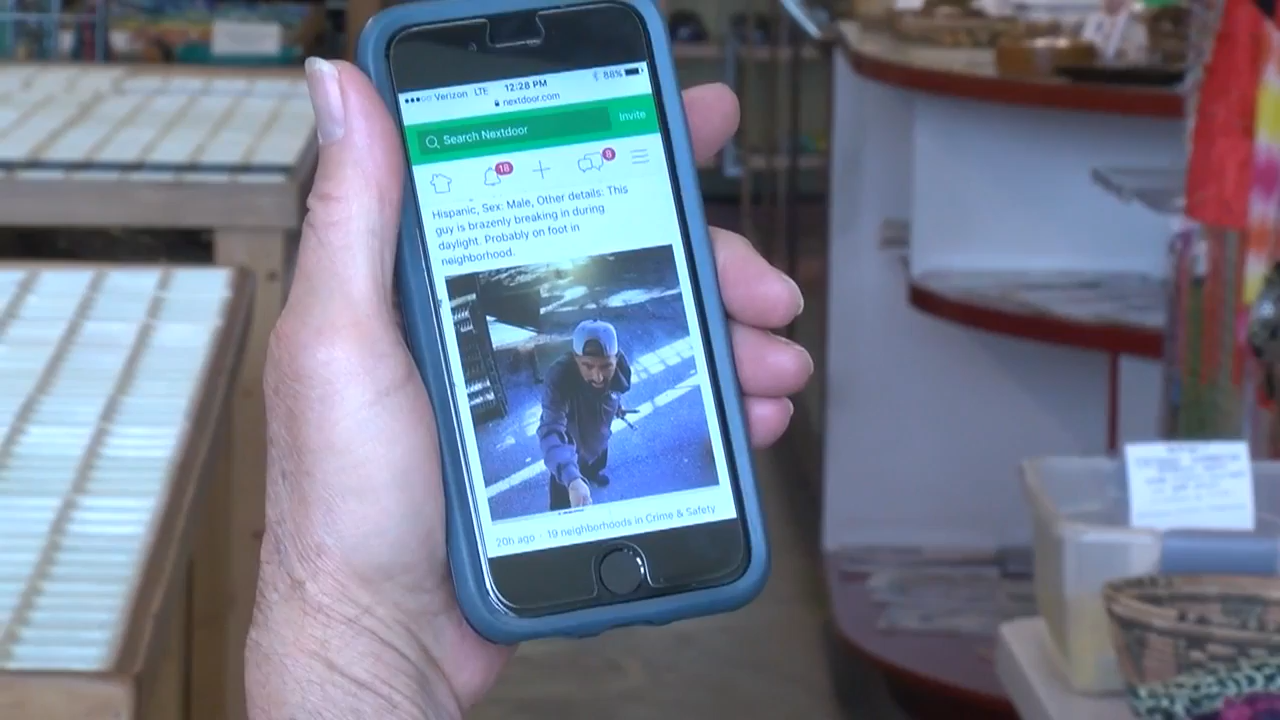 Verizon LTE 12:28 PM 88%
nextdoor.com
Search Nextdoor Invite
18 8
Hispanic, Sex: Male, Other details: This
guy is brazenly breaking in during
daylight. Probably on foot in
neighborhood.
20h ago · 19 neighborhoods in Crime & Safety